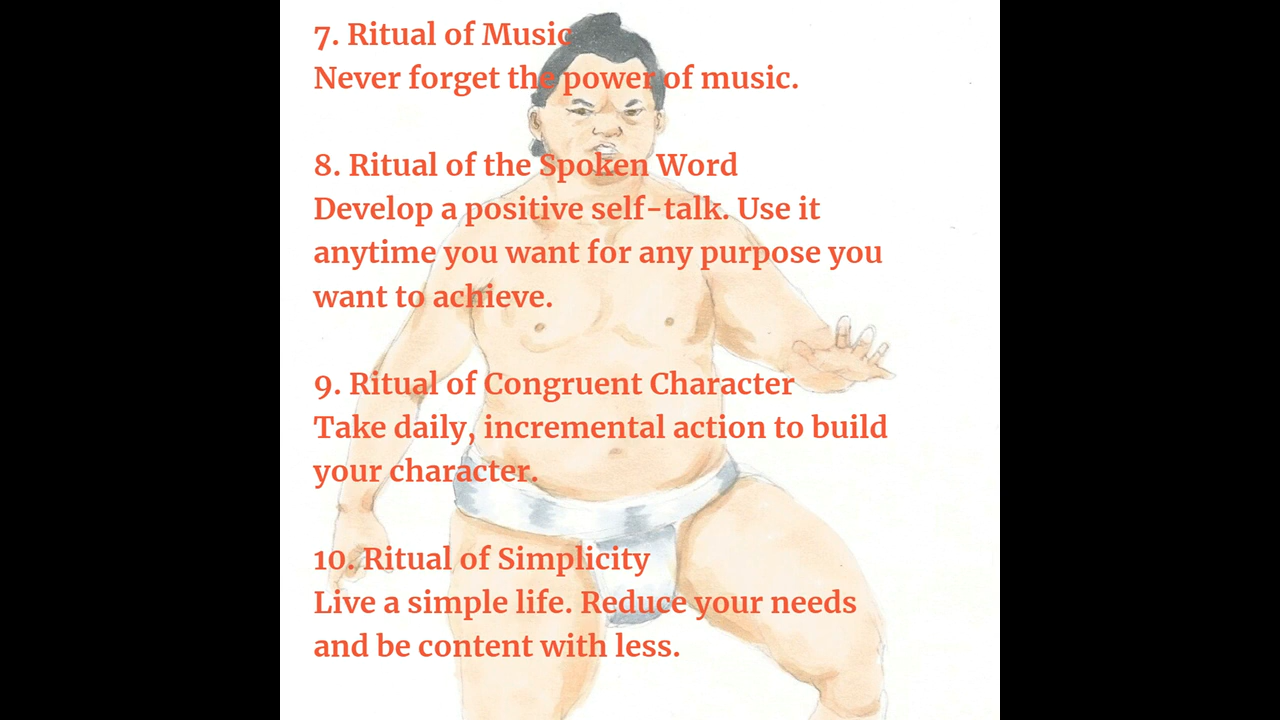 7. Ritual of Music
Never forget the power of music.
8. Ritual of the Spoken Word
Develop a positive self-talk. Use it
anytime you want for any purpose you
want to achieve.
9. Ritual of Congruent Character
Take daily, incremental action to build
your character.
10. Ritual of Simplicity
Live a simple life. Reduce your needs
and be content with less.